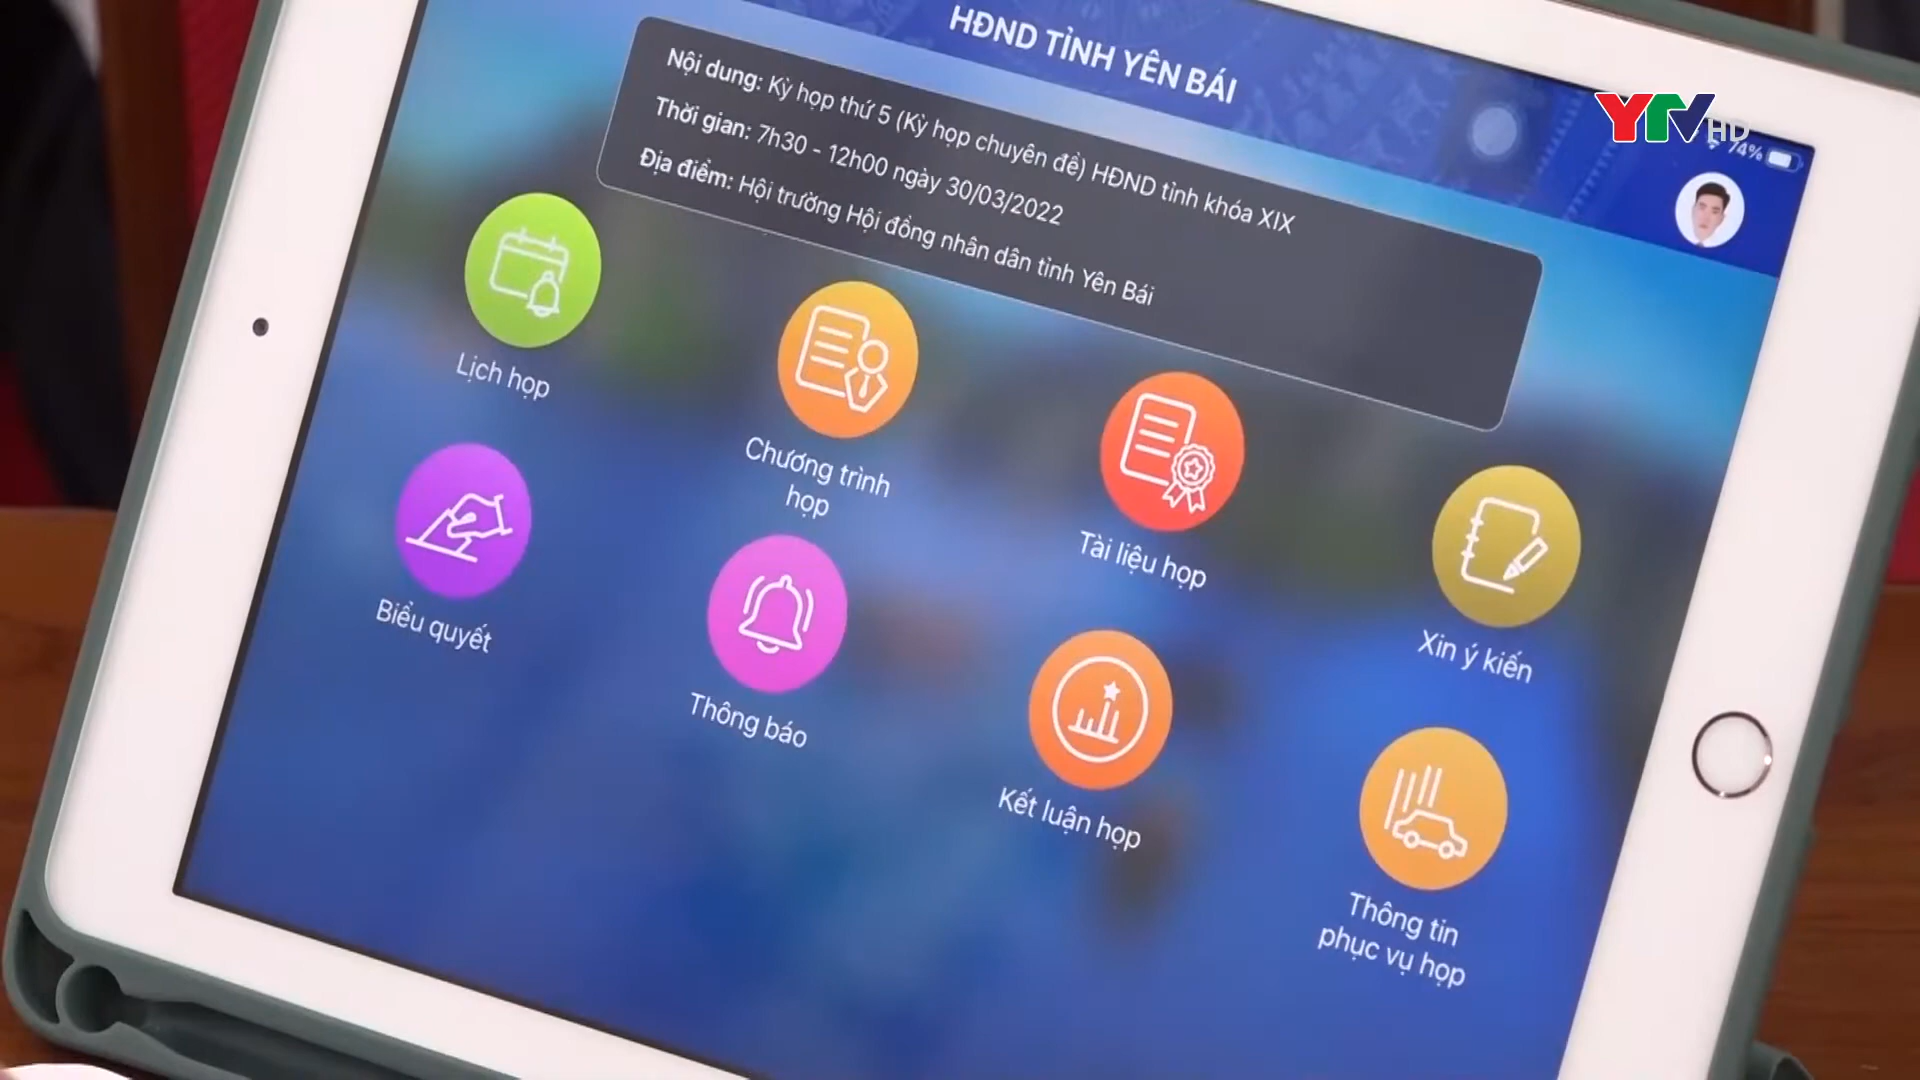 HĐND TỈNH YÊN BÁI
YTV HD
74%
Nội dung: Kỳ họp thứ 5 (Kỳ họp chuyên đề) HĐND tỉnh khóa XIX
Thời gian: 7h30 - 12h00 ngày 30/03/2022
Địa điểm: Hội trường Hội đồng nhân dân tỉnh Yên Bái
Lịch họp
Chương trình
họp
Tài liệu họp
Xin ý kiến
Biểu quyết
Thông báo
Kết luận họp
Thông tin
phục vụ họp